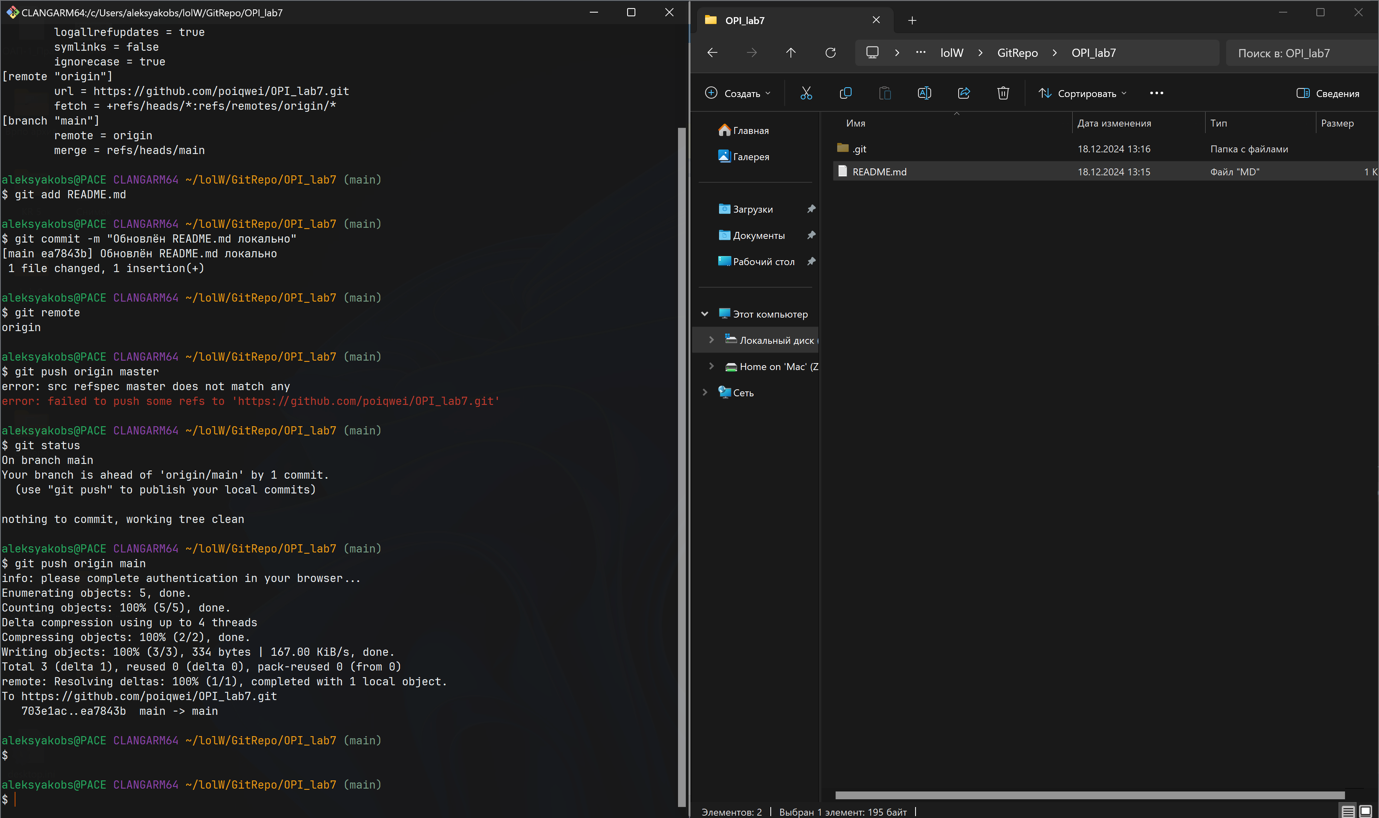 CLANGARM64:/c/Users/aleksyakobs/lolW/GitRepo/OPI_lab7
logallrefupdates = true
symlinks = false
ignorecase = true
[remote "origin"]
url = https://github.com/poiqwei/OPI_lab7.git
fetch = +refs/heads/*:refs/remotes/origin/*
[branch "main"]
remote = origin
merge = refs/heads/main
aleksyakobs@PACE CLANGARM64 ~/lolW/GitRepo/OPI_lab7 (main)
$ git add README.md
aleksyakobs@PACE CLANGARM64 ~/lolW/GitRepo/OPI_lab7 (main)
$ git commit -m "Обновлён README.md локально"
[main ea7843b] Обновлён README.md локально
1 file changed, 1 insertion(+)
aleksyakobs@PACE CLANGARM64 ~/lolW/GitRepo/OPI_lab7 (main)
$ git remote
origin
aleksyakobs@PACE CLANGARM64 ~/lolW/GitRepo/OPI_lab7 (main)
$ git push origin master
error: src refspec master does not match any
error: failed to push some refs to 'https://github.com/poiqwei/OPI_lab7.git'
aleksyakobs@PACE CLANGARM64 ~/lolW/GitRepo/OPI_lab7 (main)
$ git status
On branch main
Your branch is ahead of 'origin/main' by 1 commit.
(use "git push" to publish your local commits)
nothing to commit, working tree clean
aleksyakobs@PACE CLANGARM64 ~/lolW/GitRepo/OPI_lab7 (main)
$ git push origin main
info: please complete authentication in your browser...
Enumerating objects: 5, done.
Counting objects: 100% (5/5), done.
Delta compression using up to 4 threads
Compressing objects: 100% (2/2), done.
Writing objects: 100% (3/3), 334 bytes | 167.00 KiB/s, done.
Total 3 (delta 1), reused 0 (delta 0), pack-reused 0 (from 0)
remote: Resolving deltas: 100% (1/1), completed with 1 local object.
To https://github.com/poiqwei/OPI_lab7.git
703e1ac..ea7843b main -> main
aleksyakobs@PACE CLANGARM64 ~/lolW/GitRepo/OPI_lab7 (main)
$
aleksyakobs@PACE CLANGARM64 ~/lolW/GitRepo/OPI_lab7 (main)
$
OPI_lab7
lolW > GitRepo > OPI_lab7
Поиск в: OPI_lab7
Создать
Сортировать
Сведения
Главная
Галерея
Загрузки
Документы
Рабочий стол
Этот компьютер
Локальный диск (
Home on 'Mac' (Z
Сеть
Имя Дата изменения Тип Размер
.git 18.12.2024 13:16 Папка с файлами
README.md 18.12.2024 13:15 Файл "MD" 1 К
Элементов: 2 | Выбран 1 элемент: 195 байт |